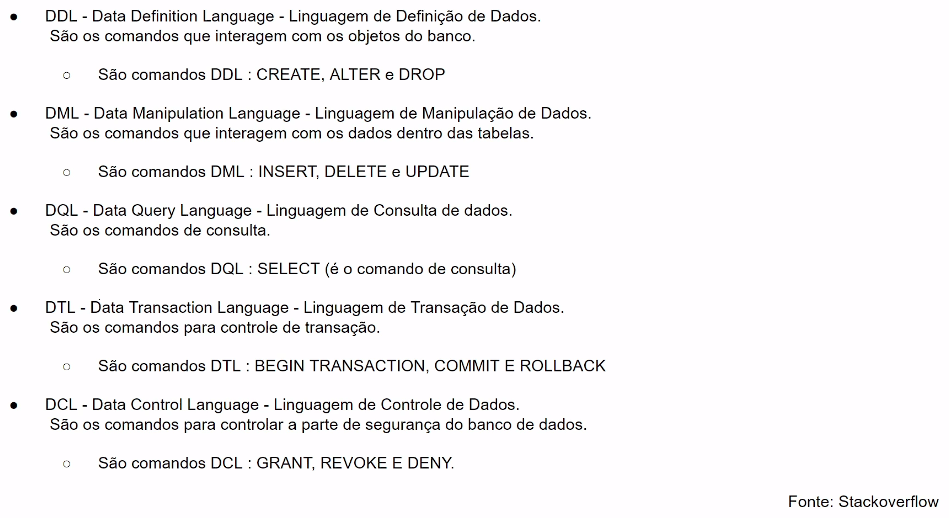 ● DDL - Data Definition Language - Linguagem de Definição de Dados.
São os comandos que interagem com os objetos do banco.
○ São comandos DDL : CREATE, ALTER e DROP
● DML - Data Manipulation Language - Linguagem de Manipulação de Dados.
São os comandos que interagem com os dados dentro das tabelas.
○ São comandos DML : INSERT, DELETE e UPDATE
● DQL - Data Query Language - Linguagem de Consulta de dados.
São os comandos de consulta.
○ São comandos DQL : SELECT (é o comando de consulta)
● DTL - Data Transaction Language - Linguagem de Transação de Dados.
São os comandos para controle de transação.
○ São comandos DTL : BEGIN TRANSACTION, COMMIT E ROLLBACK
● DCL - Data Control Language - Linguagem de Controle de Dados.
São os comandos para controlar a parte de segurança do banco de dados.
○ São comandos DCL : GRANT, REVOKE E DENY.
Fonte: Stackoverflow